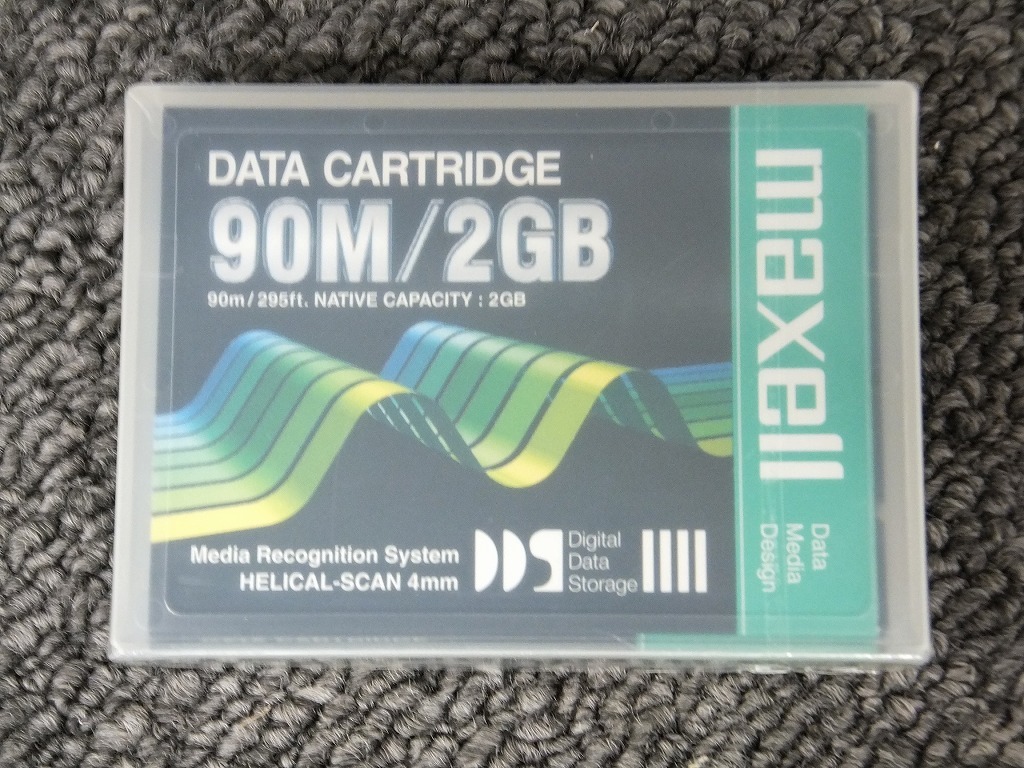 DATA CARTRIDGE
90M/2GB
90m/295ft. NATIVE CAPACITY : 2GB
Media Recognition System
HELICAL-SCAN 4mm
DDS
Digital
Data
Storage
maxell
Data
Media
Design